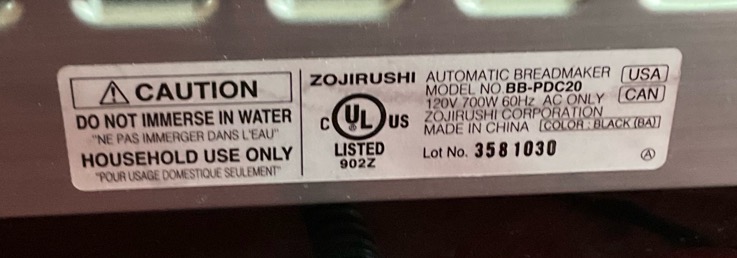 ⚠ CAUTION
DO NOT IMMERSE IN WATER
"NE PAS IMMERGER DANS L'EAU"
HOUSEHOLD USE ONLY
"POUR USAGE DOMESTIQUE SEULEMENT"
ZOJIRUSHI
C UL US
LISTED
902Z
AUTOMATIC BREADMAKER USA
MODEL NO.BB-PDC20 CAN
120V 700W 60Hz AC ONLY
ZOJIRUSHI CORPORATION
MADE IN CHINA COLOR : BLACK (BA)
Lot No. 3581030 A